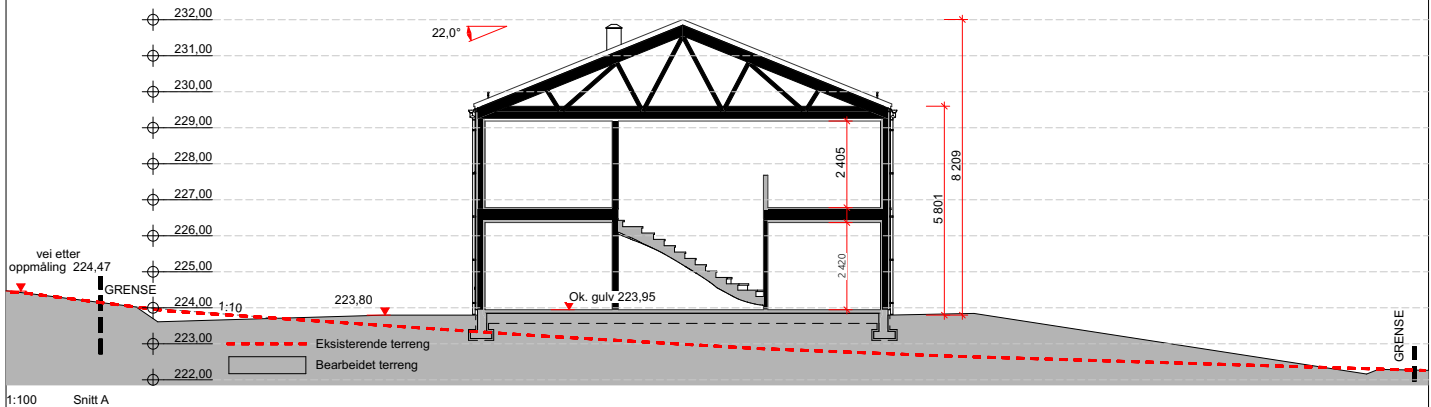 232,00
22,0°
231,00
230,00
229,00
228,00
2 405
227,00
8 209
5 801
226,00
vei etter
oppmåling 224,47
225,00
2 420
GRENSE
224,00
1:10
223,80
Ok. gulv 223,95
223,00
Eksisterende terreng
GRENSE
Bearbeidet terreng
222,00
1:100 Snitt A